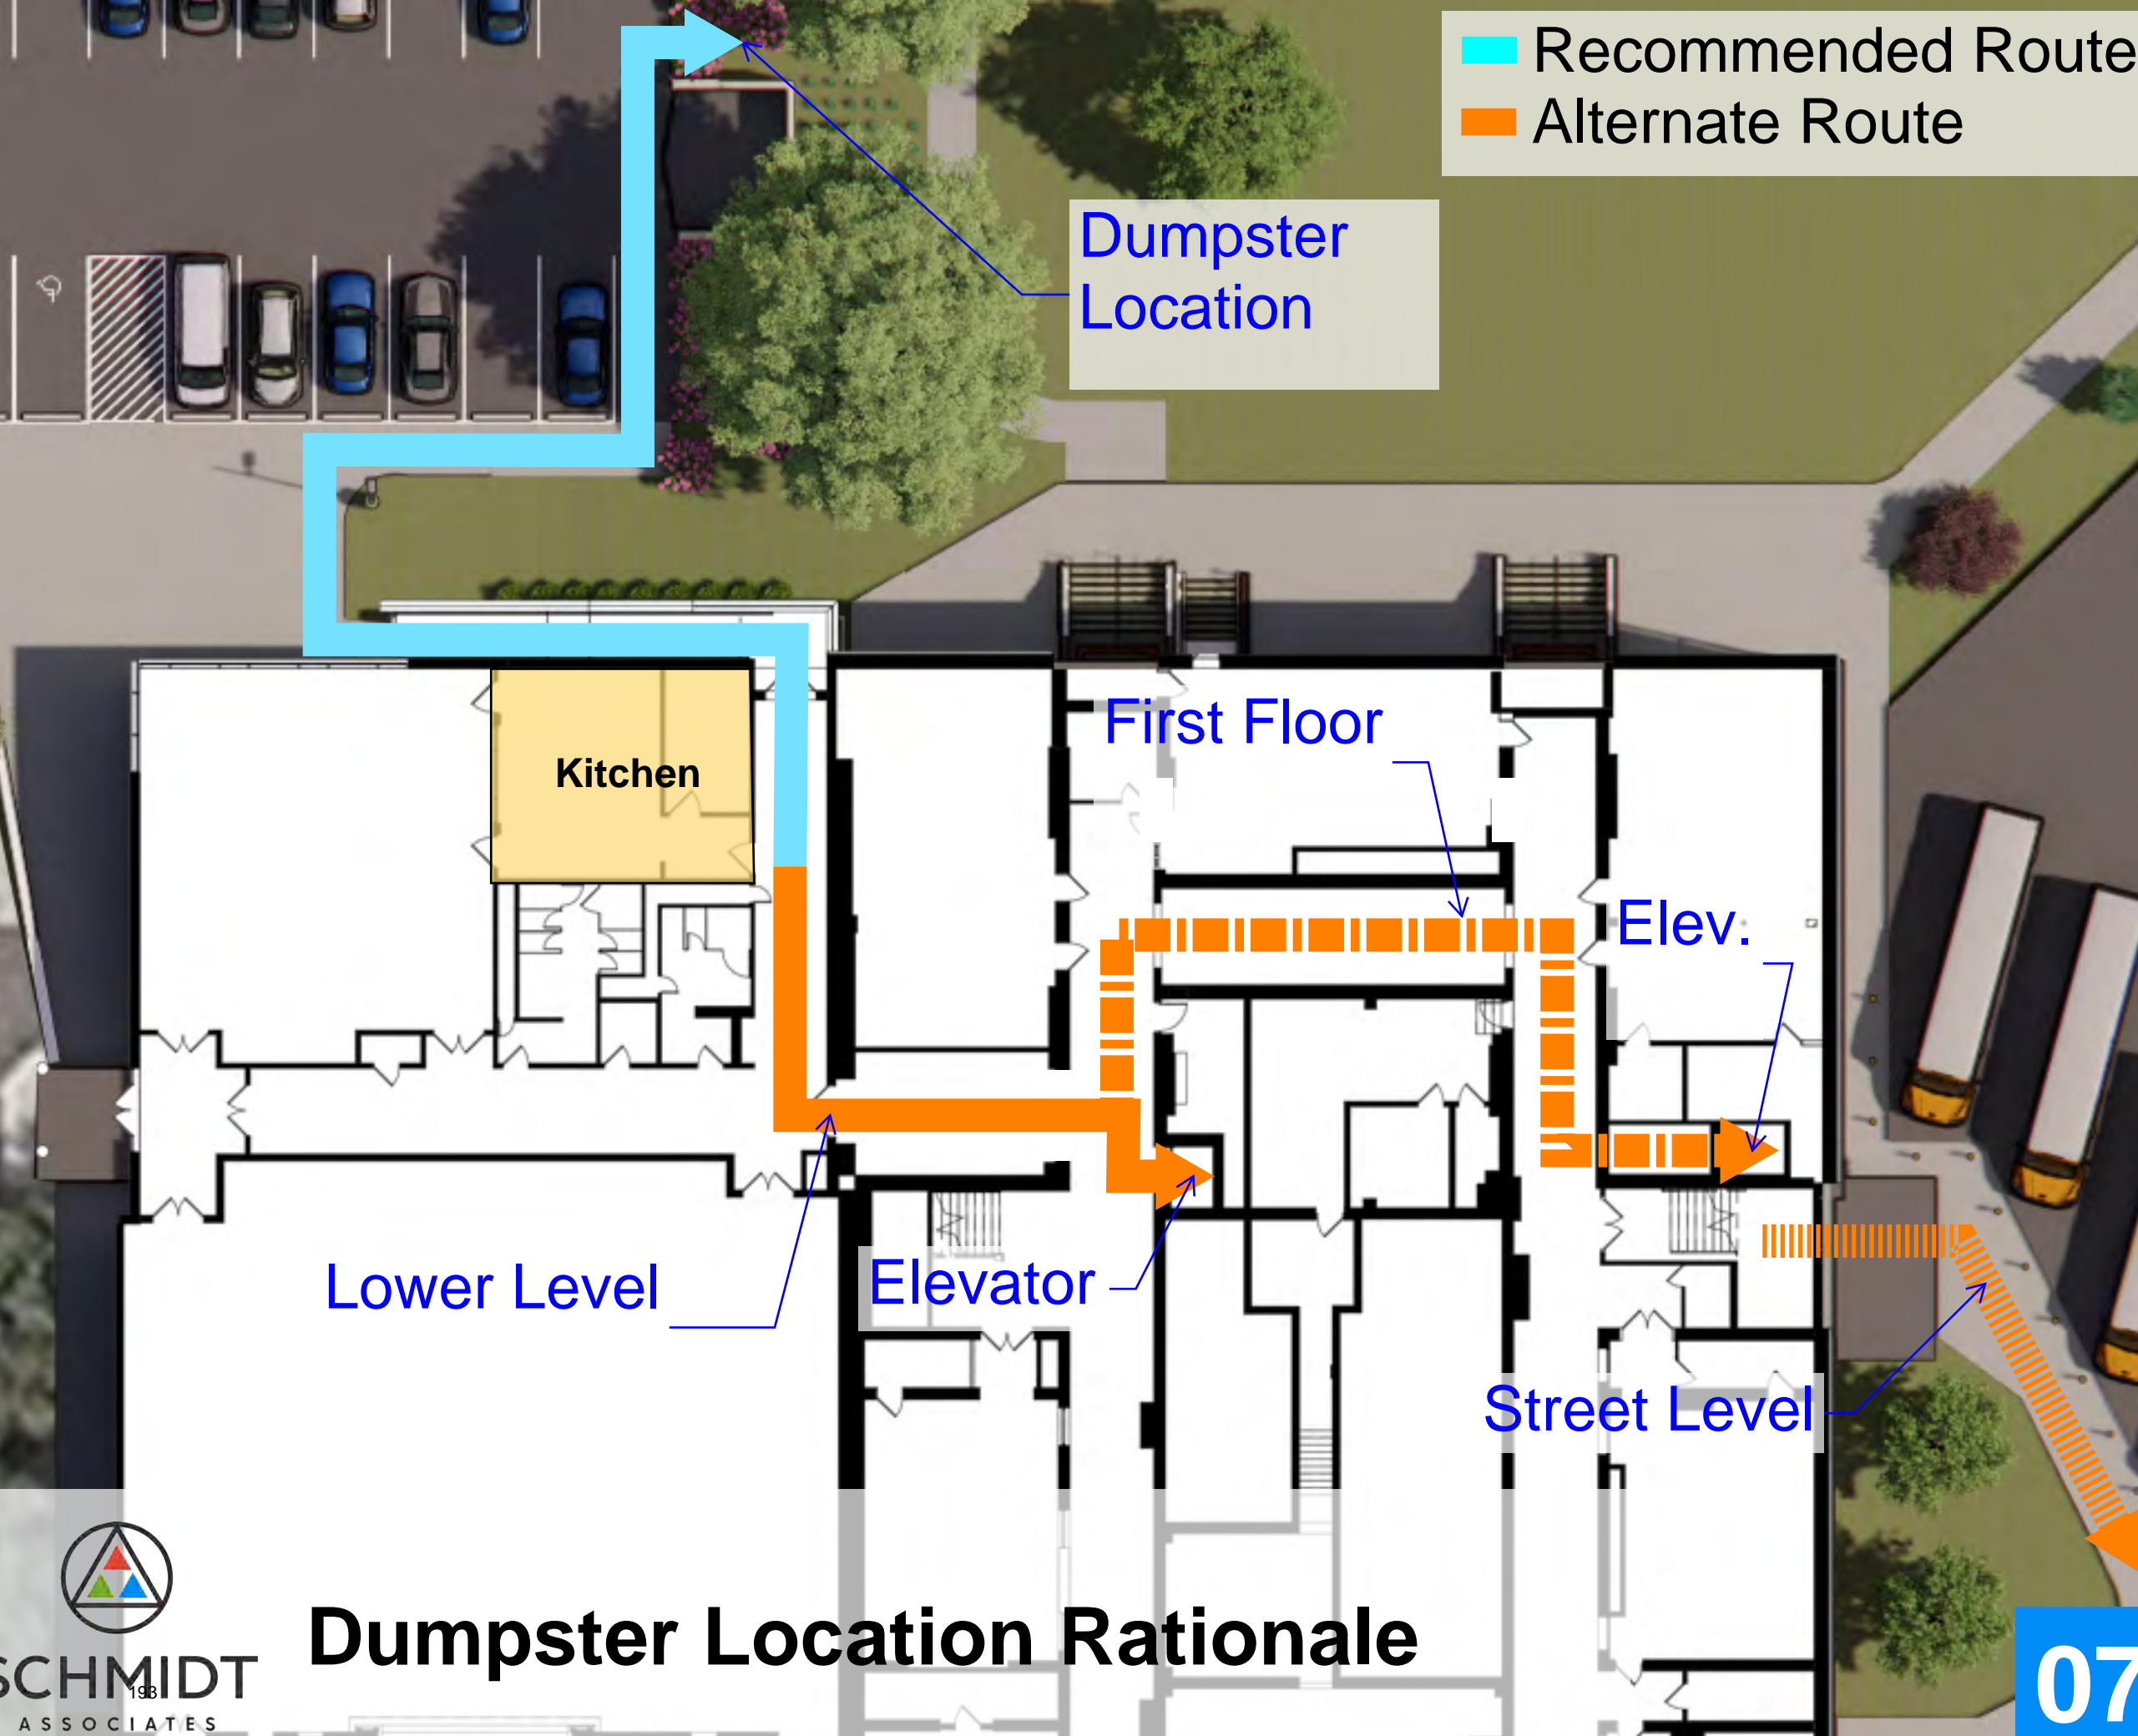 Recommended Route
Alternate Route
Dumpster
Location
First Floor
Kitchen
Elev.
Lower Level
Elevator
Street Level
Dumpster Location Rationale
SCHMIDT
193
ASSOCIATES
07